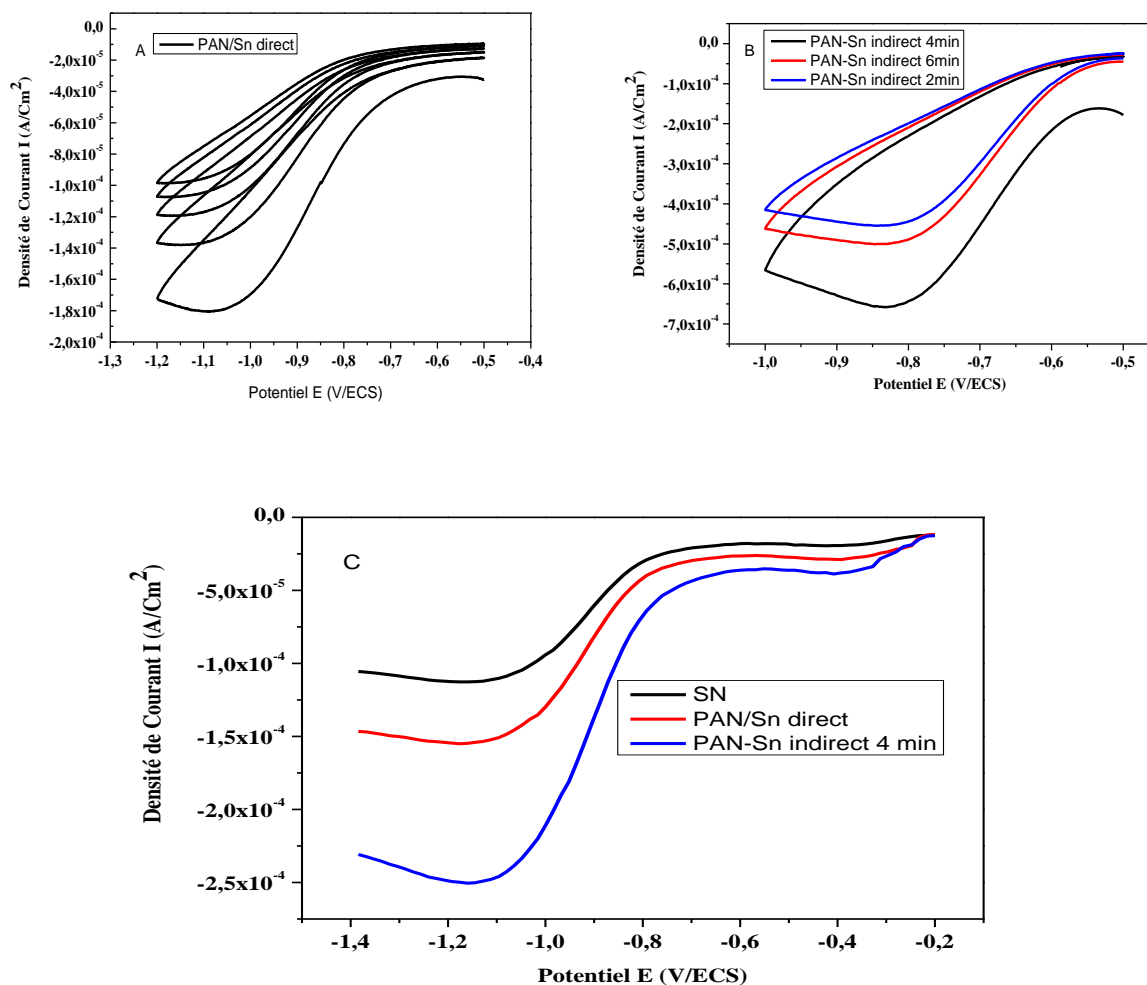 A
PAN/Sn direct
0,0
-2,0x10⁻⁵
-4,0x10⁻⁵
-6,0x10⁻⁵
-8,0x10⁻⁵
-1,0x10⁻⁴
-1,2x10⁻⁴
-1,4x10⁻⁴
-1,6x10⁻⁴
-1,8x10⁻⁴
-2,0x10⁻⁴
Densité de Courant I (A/Cm²)
-1,3 -1,2 -1,1 -1,0 -0,9 -0,8 -0,7 -0,6 -0,5 -0,4
Potentiel E (V/ECS)
B
PAN-Sn indirect 4min
PAN-Sn indirect 6min
PAN-Sn indirect 2min
0,0
-1,0x10⁻⁴
-2,0x10⁻⁴
-3,0x10⁻⁴
-4,0x10⁻⁴
-5,0x10⁻⁴
-6,0x10⁻⁴
-7,0x10⁻⁴
Densité de Courant I (A/Cm²)
-1,0 -0,9 -0,8 -0,7 -0,6 -0,5
Potentiel E (V/ECS)
C
0,0
-5,0x10⁻⁵
-1,0x10⁻⁴
-1,5x10⁻⁴
-2,0x10⁻⁴
-2,5x10⁻⁴
Densité de Courant I (A/Cm²)
SN
PAN/Sn direct
PAN-Sn indirect 4 min
-1,4 -1,2 -1,0 -0,8 -0,6 -0,4 -0,2
Potentiel E (V/ECS)